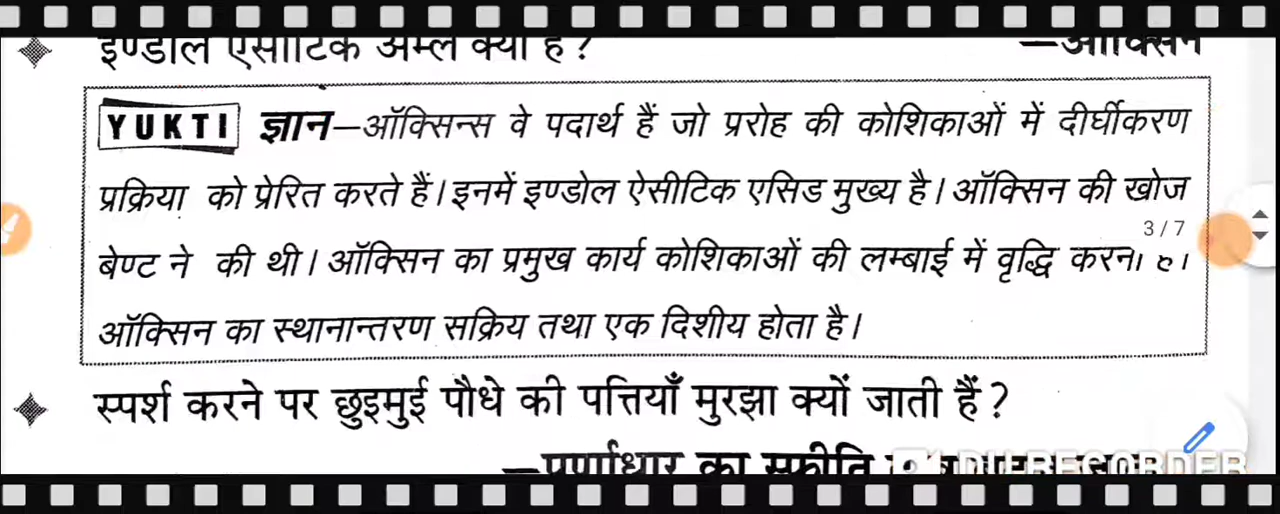 इण्डोल ऐसीटिक अम्ल क्या है ? —ऑक्सिन
YUKTI ज्ञान—ऑक्सिन्स वे पदार्थ हैं जो प्ररोह की कोशिकाओं में दीर्घीकरण
प्रक्रिया को प्रेरित करते हैं। इनमें इण्डोल ऐसीटिक एसिड मुख्य है। ऑक्सिन की खोज
3 / 7
बेण्ट ने की थी। ऑक्सिन का प्रमुख कार्य कोशिकाओं की लम्बाई में वृद्धि करना है।
ऑक्सिन का स्थानान्तरण सक्रिय तथा एक दिशीय होता है।
स्पर्श करने पर छुइमुई पौधे की पत्तियाँ मुरझा क्यों जाती हैं ?
—पर्णाधार का स्फीति
DU RECORDER